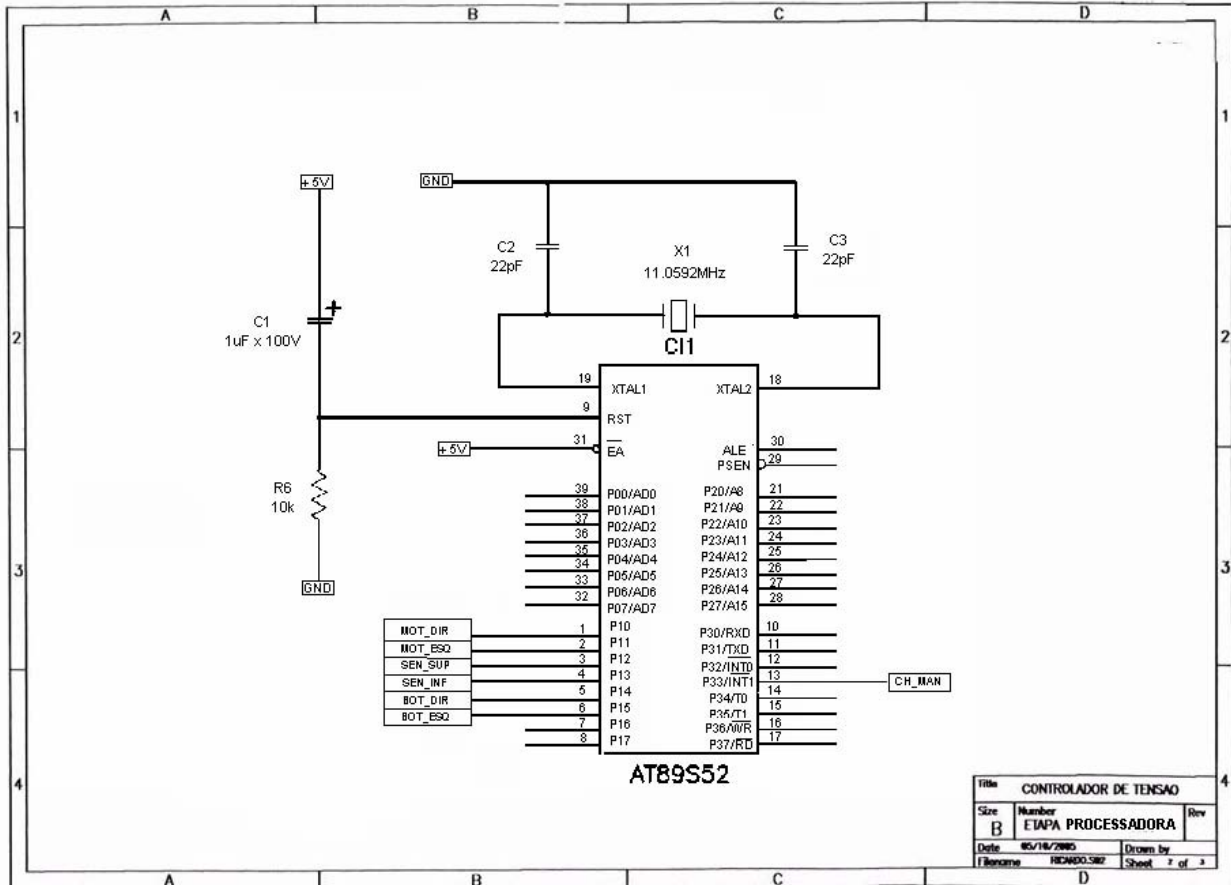 A B C D
1 1
+5V GND
C2 X1 C3
22pF 11.0592MHz 22pF
+
C1
1uF x 100V
2 2
CI1
19 XTAL1 XTAL2 18
9 RST
+5V 31 EA ALE 30
PSEN 29
R6
10k
39 P00/AD0 P20/A8 21
38 P01/AD1 P21/A9 22
37 P02/AD2 P22/A10 23
36 P03/AD3 P23/A11 24
35 P04/AD4 P24/A12 25
34 P05/AD5 P25/A13 26
33 P06/AD6 P26/A14 27
32 P07/AD7 P27/A15 28
3 3
GND
MOT_DIR 1 P10 P30/RXD 10
MOT_ESQ 2 P11 P31/TXD 11
SEN_SUP 3 P12 P32/INT0 12
SEN_INF 4 P13 P33/INT1 13 CH_MAN
BOT_DIR 5 P14 P34/T0 14
BOT_ESQ 6 P15 P35/T1 15
7 P16 P36/WR 16
8 P17 P37/RD 17
AT89S52
4 4
Title CONTROLADOR DE TENSAO
Size Number Rev
B ETAPA PROCESSADORA
Date Drawn by
Filename RICARDO.S02 Sheet 2 of 3
A B C D